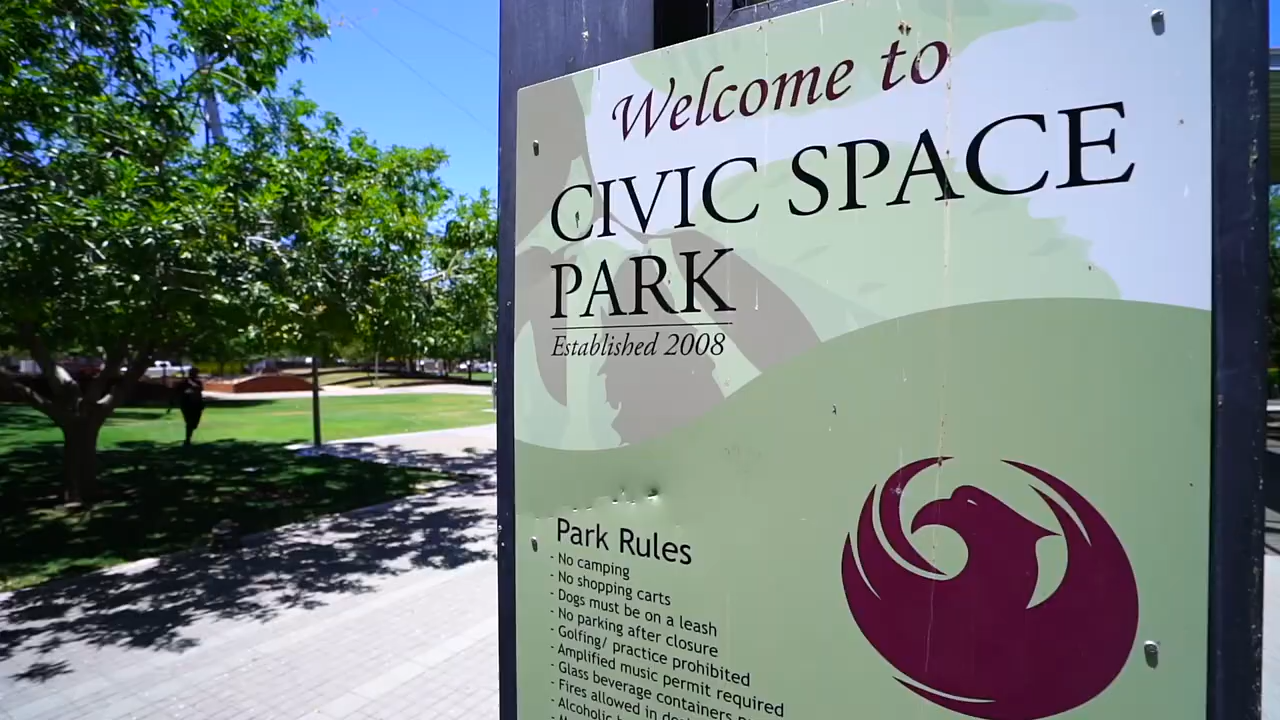 Welcome to
CIVIC SPACE
PARK
Established 2008
Park Rules
- No camping
- No shopping carts
- Dogs must be on a leash
- No parking after closure
- Golfing/ practice prohibited
- Amplified music permit required
- Glass beverage containers
- Fires allowed in
- Alcoholic